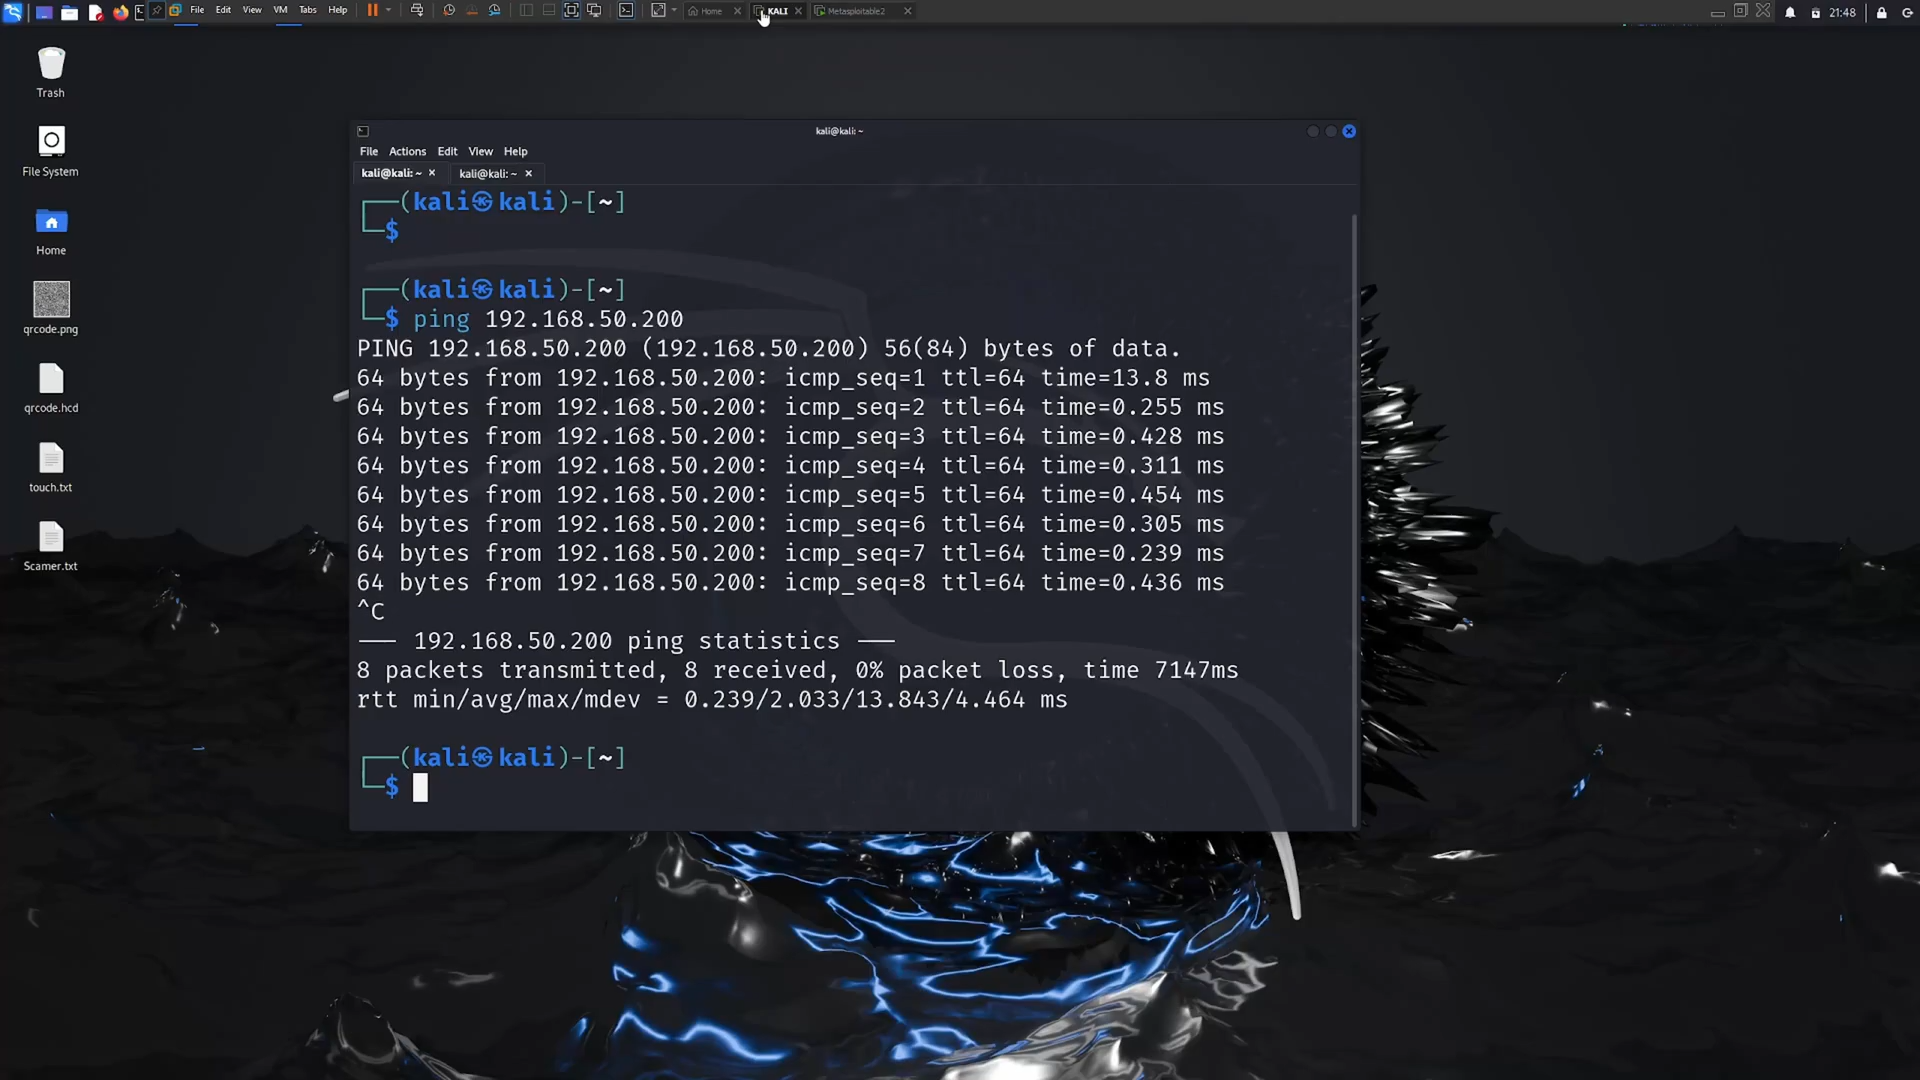 File Edit View VM Tabs Help
Home
KALI
Metasploitable2
21:48
Trash
File System
Home
qrcode.png
qrcode.hcd
touch.txt
Scamer.txt
kali@kali: ~
File Actions Edit View Help
kali@kali: ~ × kali@kali: ~ ×
(kali㉿kali)-[~]
$
(kali㉿kali)-[~]
$ ping 192.168.50.200
PING 192.168.50.200 (192.168.50.200) 56(84) bytes of data.
64 bytes from 192.168.50.200: icmp_seq=1 ttl=64 time=13.8 ms
64 bytes from 192.168.50.200: icmp_seq=2 ttl=64 time=0.255 ms
64 bytes from 192.168.50.200: icmp_seq=3 ttl=64 time=0.428 ms
64 bytes from 192.168.50.200: icmp_seq=4 ttl=64 time=0.311 ms
64 bytes from 192.168.50.200: icmp_seq=5 ttl=64 time=0.454 ms
64 bytes from 192.168.50.200: icmp_seq=6 ttl=64 time=0.305 ms
64 bytes from 192.168.50.200: icmp_seq=7 ttl=64 time=0.239 ms
64 bytes from 192.168.50.200: icmp_seq=8 ttl=64 time=0.436 ms
^C
--- 192.168.50.200 ping statistics ---
8 packets transmitted, 8 received, 0% packet loss, time 7147ms
rtt min/avg/max/mdev = 0.239/2.033/13.843/4.464 ms
(kali㉿kali)-[~]
$